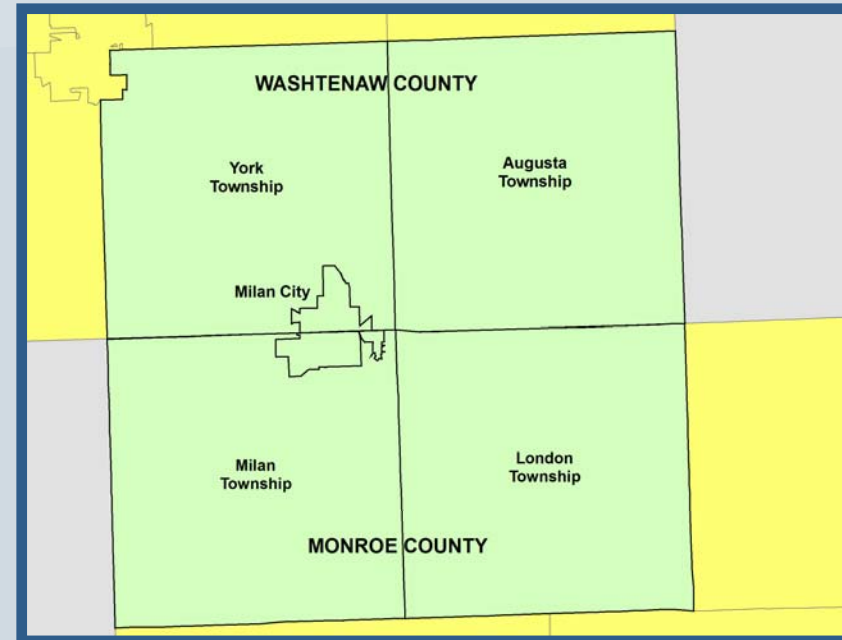 WASHTENAW COUNTY
York
Township
Augusta
Township
Milan City
Milan
Township
London
Township
MONROE COUNTY